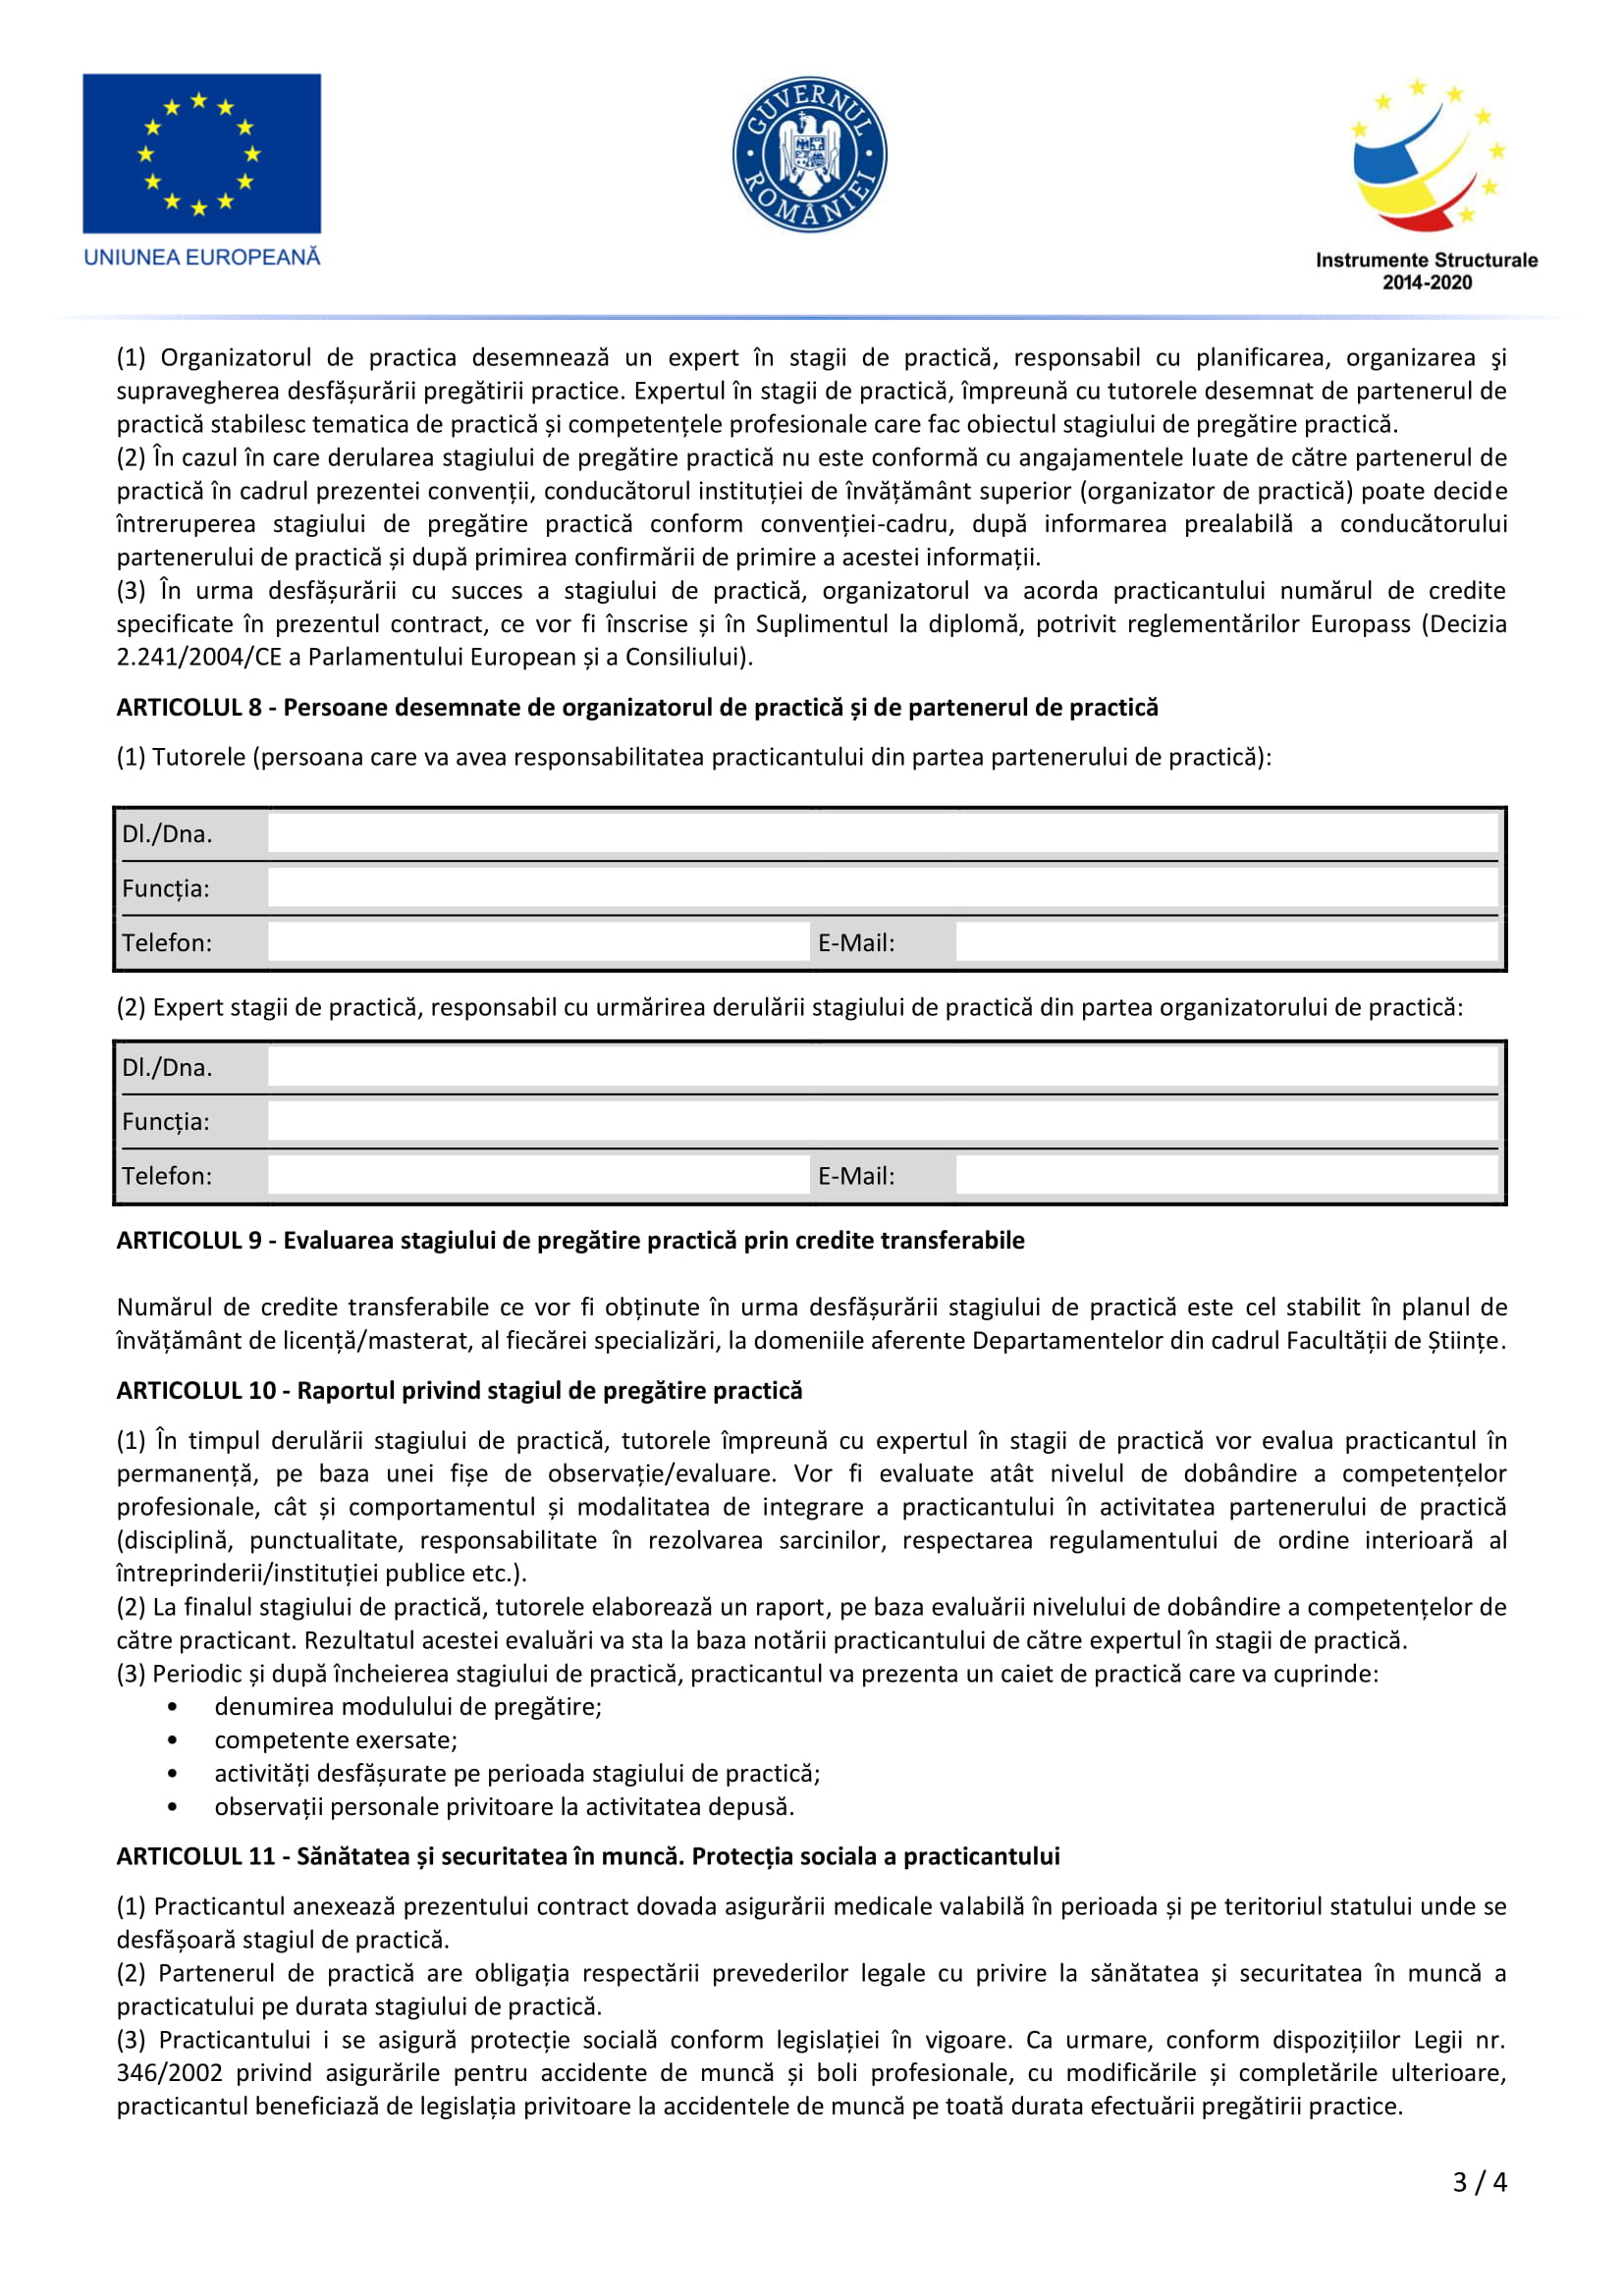 UNIUNEA EUROPEANĂ
GUVERNUL ROMÂNIEI
Instrumente Structurale
2014-2020
(1) Organizatorul de practica desemnează un expert în stagii de practică, responsabil cu planificarea, organizarea şi
supravegherea desfășurării pregătirii practice. Expertul în stagii de practică, împreună cu tutorele desemnat de partenerul de
practică stabilesc tematica de practică și competențele profesionale care fac obiectul stagiului de pregătire practică.
(2) În cazul în care derularea stagiului de pregătire practică nu este conformă cu angajamentele luate de către partenerul de
practică în cadrul prezentei convenții, conducătorul instituției de învățământ superior (organizator de practică) poate decide
întreruperea stagiului de pregătire practică conform convenției-cadru, după informarea prealabilă a conducătorului
partenerului de practică și după primirea confirmării de primire a acestei informații.
(3) În urma desfășurării cu succes a stagiului de practică, organizatorul va acorda practicantului numărul de credite
specificate în prezentul contract, ce vor fi înscrise și în Suplimentul la diplomă, potrivit reglementărilor Europass (Decizia
2.241/2004/CE a Parlamentului European și a Consiliului).
ARTICOLUL 8 - Persoane desemnate de organizatorul de practică și de partenerul de practică
(1) Tutorele (persoana care va avea responsabilitatea practicantului din partea partenerului de practică):
Dl./Dna.
Funcția:
Telefon: E-Mail:
(2) Expert stagii de practică, responsabil cu urmărirea derulării stagiului de practică din partea organizatorului de practică:
Dl./Dna.
Funcția:
Telefon: E-Mail:
ARTICOLUL 9 - Evaluarea stagiului de pregătire practică prin credite transferabile
Numărul de credite transferabile ce vor fi obținute în urma desfășurării stagiului de practică este cel stabilit în planul de
învățământ de licență/masterat, al fiecărei specializări, la domeniile aferente Departamentelor din cadrul Facultății de Științe.
ARTICOLUL 10 - Raportul privind stagiul de pregătire practică
(1) În timpul derulării stagiului de practică, tutorele împreună cu expertul în stagii de practică vor evalua practicantul în
permanență, pe baza unei fișe de observație/evaluare. Vor fi evaluate atât nivelul de dobândire a competențelor
profesionale, cât și comportamentul și modalitatea de integrare a practicantului în activitatea partenerului de practică
(disciplină, punctualitate, responsabilitate în rezolvarea sarcinilor, respectarea regulamentului de ordine interioară al
întreprinderii/instituției publice etc.).
(2) La finalul stagiului de practică, tutorele elaborează un raport, pe baza evaluării nivelului de dobândire a competențelor de
către practicant. Rezultatul acestei evaluări va sta la baza notării practicantului de către expertul în stagii de practică.
(3) Periodic și după încheierea stagiului de practică, practicantul va prezenta un caiet de practică care va cuprinde:
• denumirea modulului de pregătire;
• competente exersate;
• activități desfășurate pe perioada stagiului de practică;
• observații personale privitoare la activitatea depusă.
ARTICOLUL 11 - Sănătatea și securitatea în muncă. Protecția sociala a practicantului
(1) Practicantul anexează prezentului contract dovada asigurării medicale valabilă în perioada și pe teritoriul statului unde se
desfășoară stagiul de practică.
(2) Partenerul de practică are obligația respectării prevederilor legale cu privire la sănătatea și securitatea în muncă a
practicatului pe durata stagiului de practică.
(3) Practicantului i se asigură protecție socială conform legislației în vigoare. Ca urmare, conform dispozițiilor Legii nr.
346/2002 privind asigurările pentru accidente de muncă și boli profesionale, cu modificările și completările ulterioare,
practicantul beneficiază de legislația privitoare la accidentele de muncă pe toată durata efectuării pregătirii practice.
3 / 4